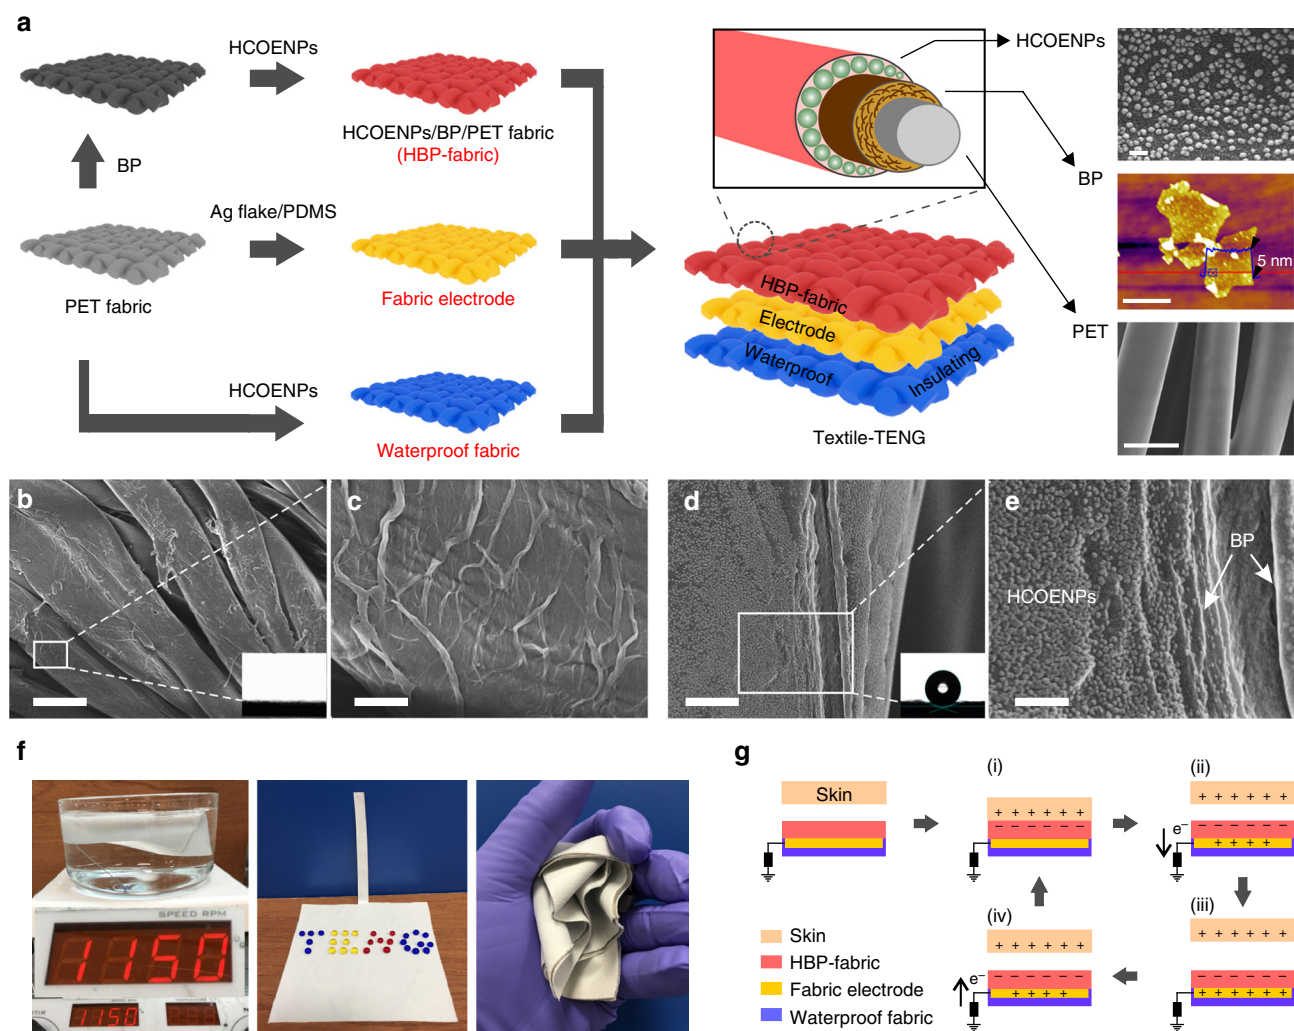 a
HCOENPs
BP
HCOENPs/BP/PET fabric
(HBP-fabric)
Ag flake/PDMS
PET fabric
Fabric electrode
HCOENPs
Waterproof fabric
HCOENPs
BP
5 nm
PET
HBP-fabric
Electrode
Waterproof
Insulating
Textile-TENG
b
c
d
e
HCOENPs
BP
f
SPEED RPM
1150
1150
TENG
g
Skin
(i)
+ + + + + +
− − − − − −
(ii)
+ + + + + +
e−
− − − − − −
+ + + +
(iii)
+ + + + + +
− − − − − −
+ + + + + +
(iv)
+ + + + + +
e−
− − − − − −
+ + + + +
Skin
HBP-fabric
Fabric electrode
Waterproof fabric